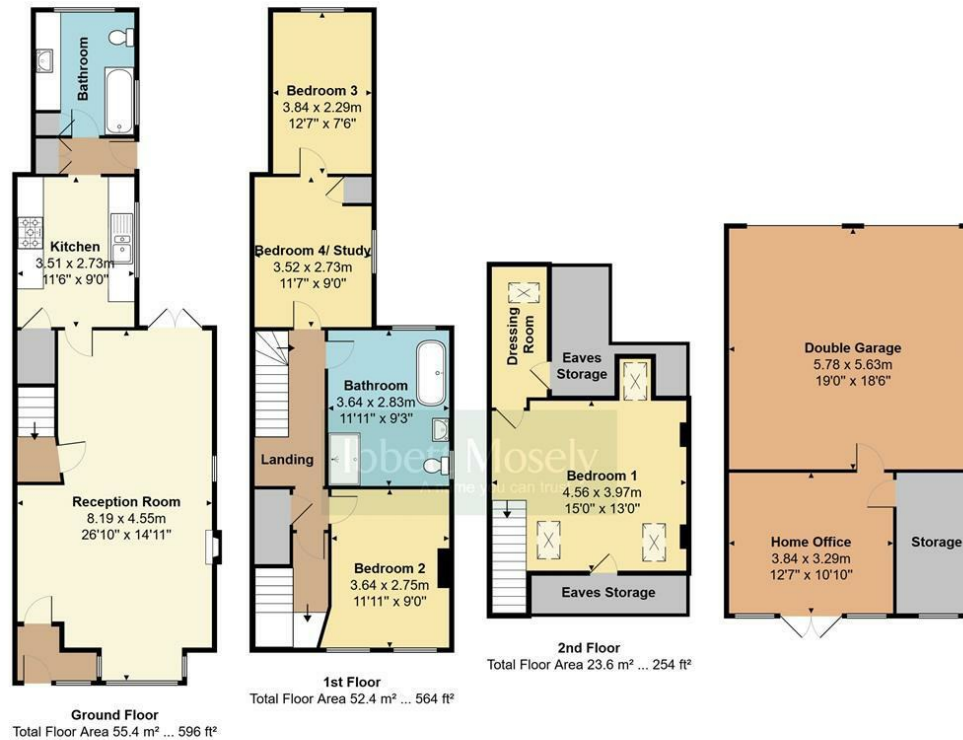 Bathroom
Kitchen
3.51 x 2.73m
11'6" x 9'0"
Reception Room
8.19 x 4.55m
26'10" x 14'11"
Ground Floor
Total Floor Area 55.4 m² ... 596 ft²
Bedroom 3
3.84 x 2.29m
12'7" x 7'6"
Bedroom 4/ Study
3.52 x 2.73m
11'7" x 9'0"
Bathroom
3.64 x 2.83m
11'11" x 9'3"
Landing
Bedroom 2
3.64 x 2.75m
11'11" x 9'0"
1st Floor
Total Floor Area 52.4 m² ... 564 ft²
Dressing
Room
Eaves
Storage
Bedroom 1
4.56 x 3.97m
15'0" x 13'0"
Eaves Storage
2nd Floor
Total Floor Area 23.6 m² ... 254 ft²
Double Garage
5.78 x 5.63m
19'0" x 18'6"
Home Office
3.84 x 3.29m
12'7" x 10'10"
Storage
Ibbett Mosely
A name you can trust